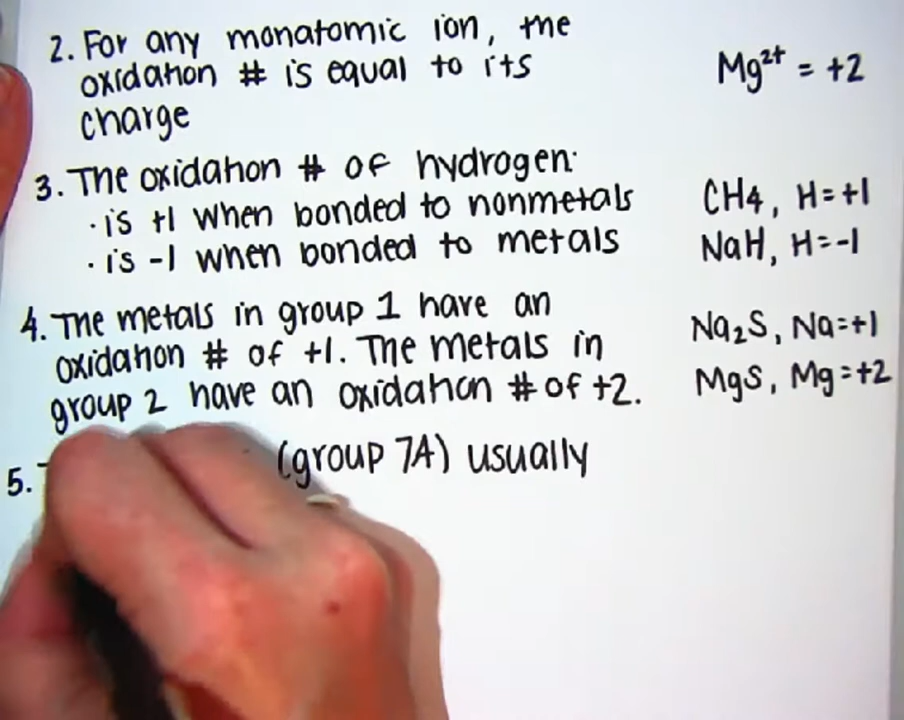 2. For any monatomic ion, the
oxidation # is equal to its
charge
Mg²⁺ = +2
3. The oxidation # of hydrogen:
· is +1 when bonded to nonmetals
· is -1 when bonded to metals
CH4, H=+1
NaH, H=-1
4. The metals in group 1 have an
oxidation # of +1. The metals in
group 2 have an oxidation # of +2.
Na₂S, Na=+1
MgS, Mg=+2
5. (group 7A) usually